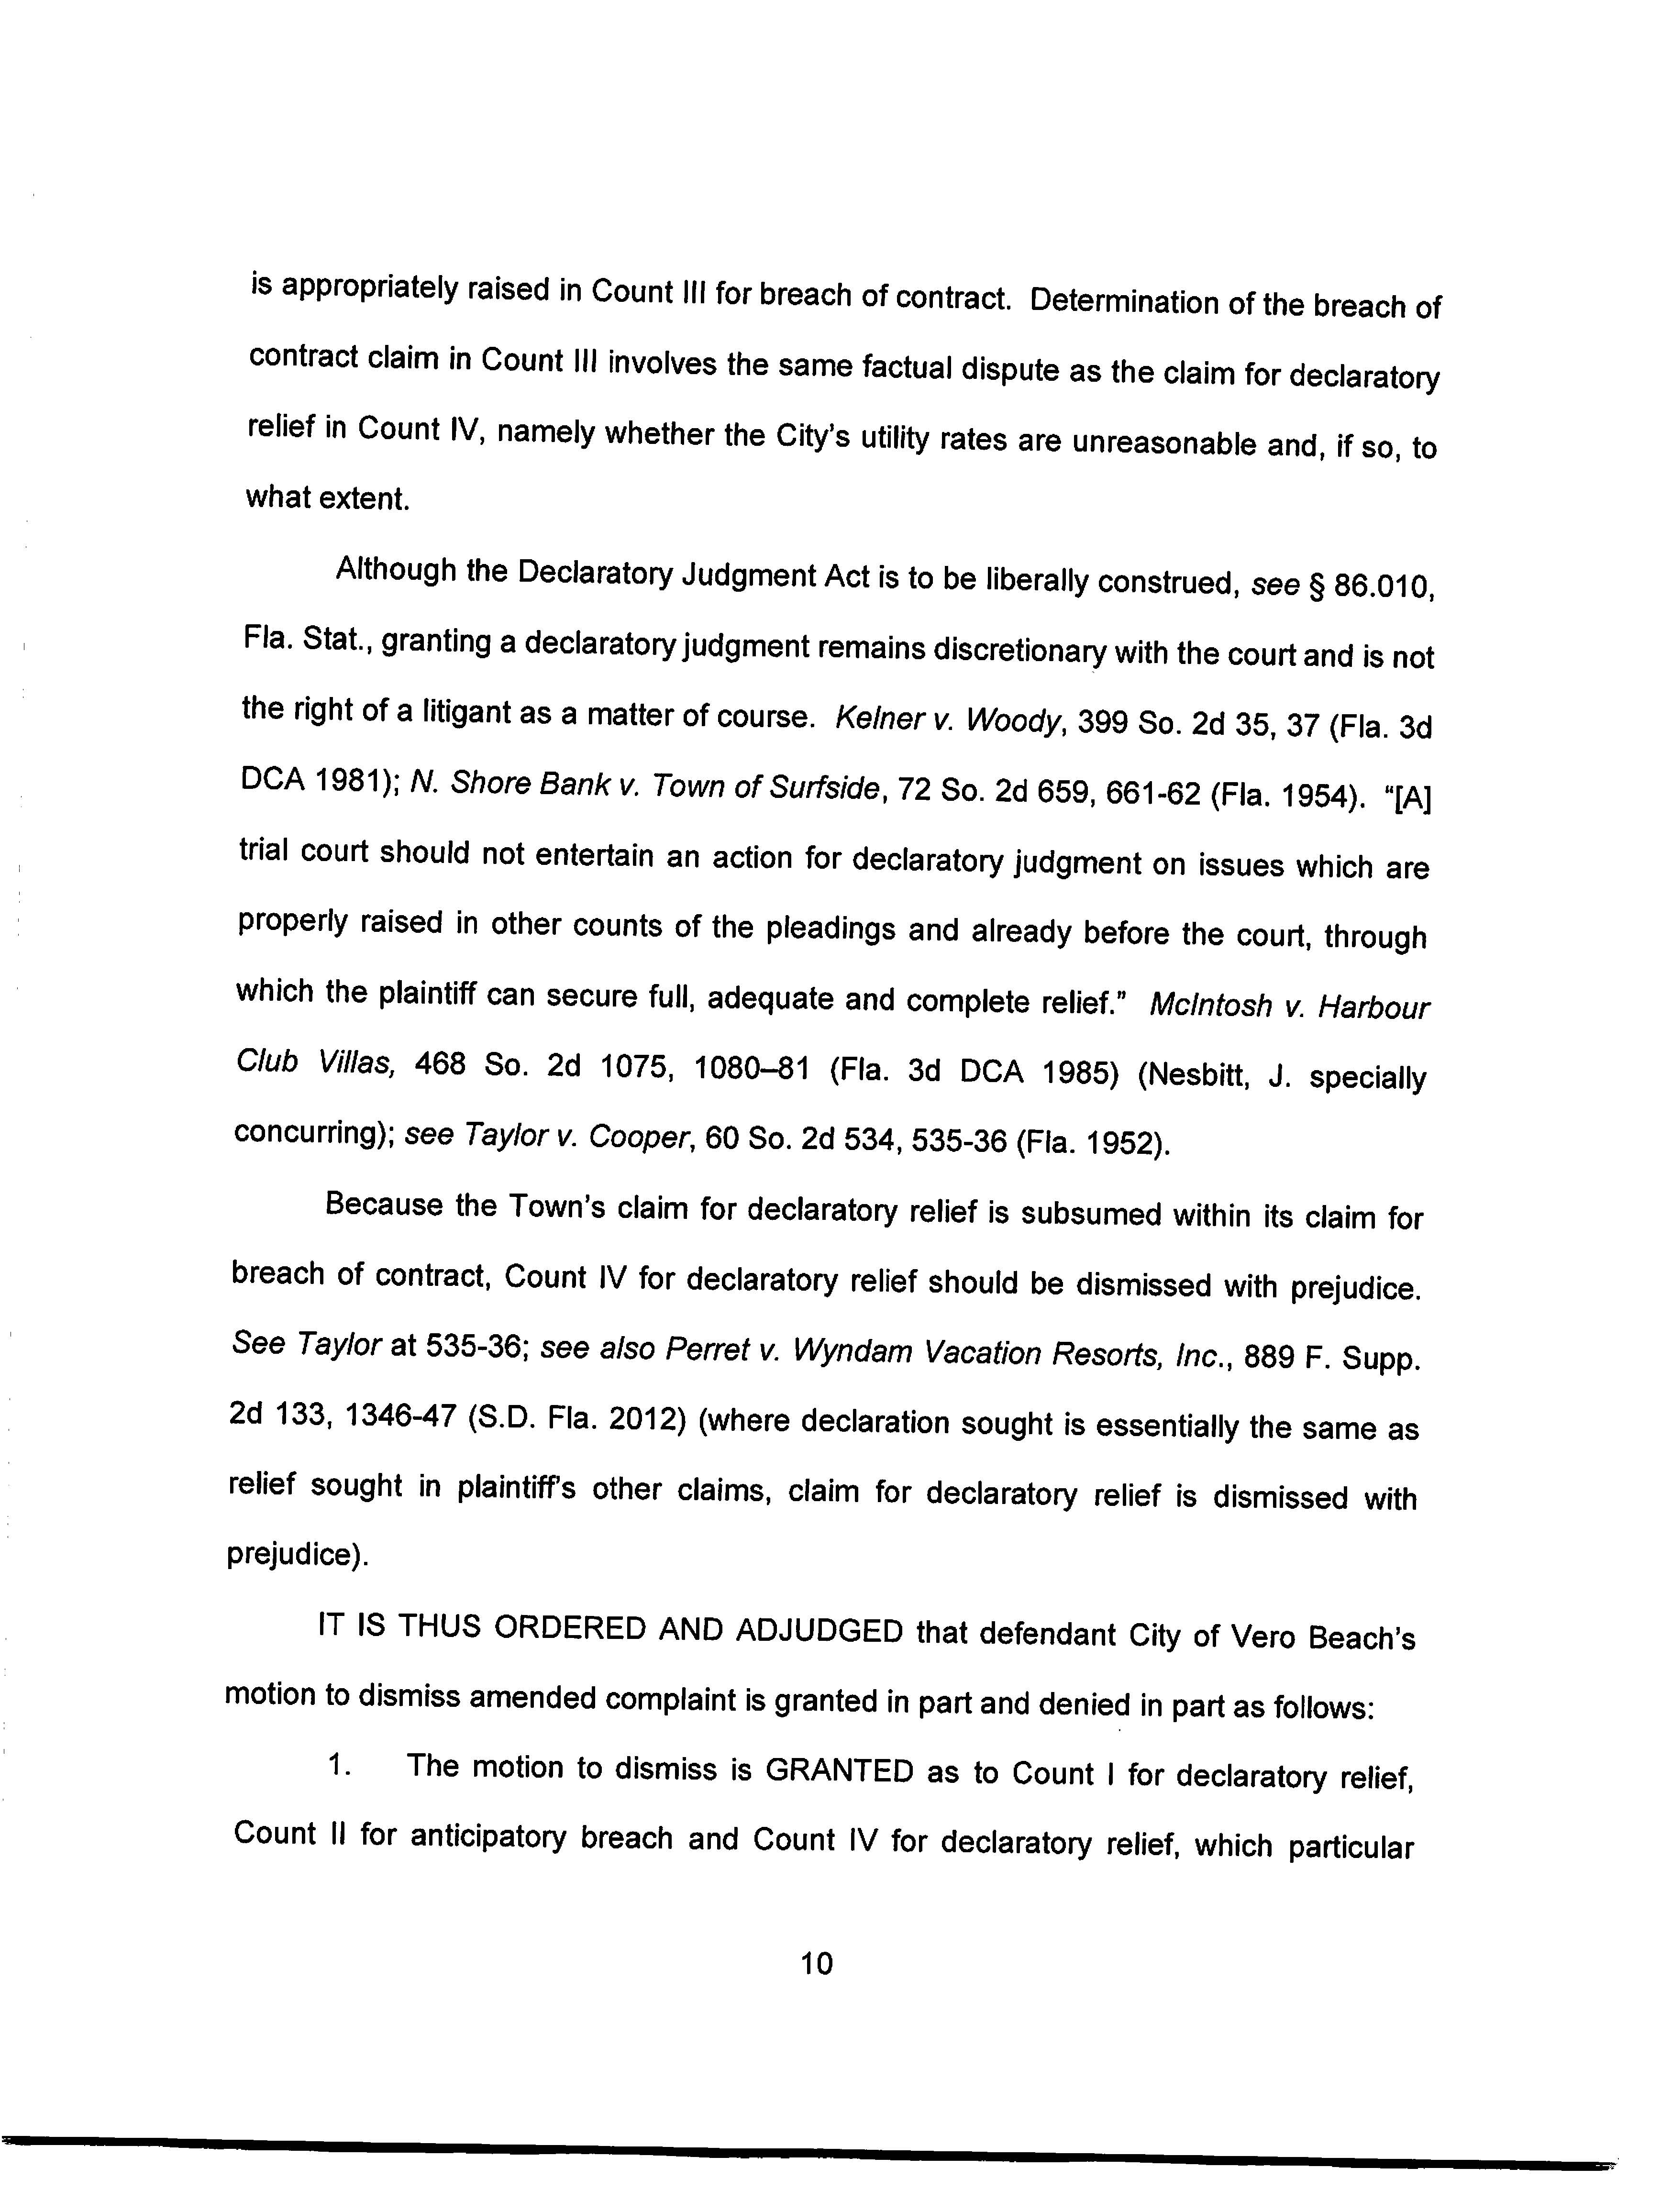 is appropriately raised in Count III for breach of contract. Determination of the breach of
contract claim in Count III involves the same factual dispute as the claim for declaratory
relief in Count IV, namely whether the City's utility rates are unreasonable and, if so, to
what extent.
Although the Declaratory Judgment Act is to be liberally construed, see § 86.010,
Fla. Stat., granting a declaratory judgment remains discretionary with the court and is not
the right of a litigant as a matter of course. Kelner v. Woody, 399 So. 2d 35, 37 (Fla. 3d
DCA 1981); N. Shore Bank v. Town of Surfside, 72 So. 2d 659, 661-62 (Fla. 1954). “[A]
trial court should not entertain an action for declaratory judgment on issues which are
properly raised in other counts of the pleadings and already before the court, through
which the plaintiff can secure full, adequate and complete relief.” McIntosh v. Harbour
Club Villas, 468 So. 2d 1075, 1080–81 (Fla. 3d DCA 1985) (Nesbitt, J. specially
concurring); see Taylor v. Cooper, 60 So. 2d 534, 535-36 (Fla. 1952).
Because the Town's claim for declaratory relief is subsumed within its claim for
breach of contract, Count IV for declaratory relief should be dismissed with prejudice.
See Taylor at 535-36; see also Perret v. Wyndam Vacation Resorts, Inc., 889 F. Supp.
2d 133, 1346-47 (S.D. Fla. 2012) (where declaration sought is essentially the same as
relief sought in plaintiff's other claims, claim for declaratory relief is dismissed with
prejudice).
IT IS THUS ORDERED AND ADJUDGED that defendant City of Vero Beach's
motion to dismiss amended complaint is granted in part and denied in part as follows:
1. The motion to dismiss is GRANTED as to Count I for declaratory relief,
Count II for anticipatory breach and Count IV for declaratory relief, which particular
10